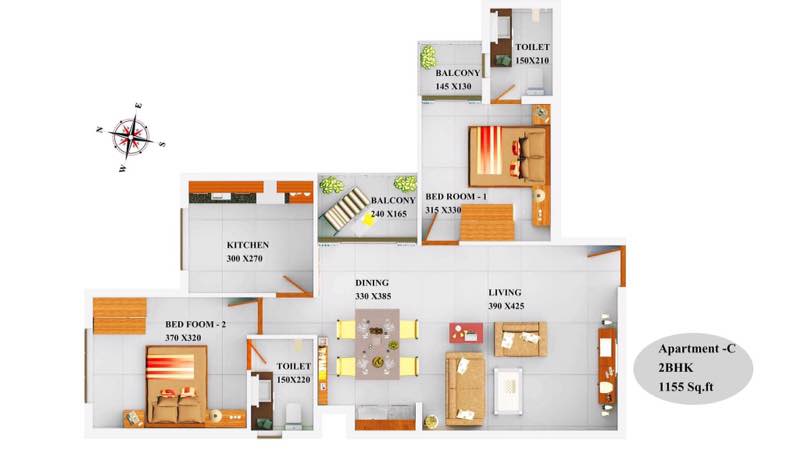 TOILET
150X210
BALCONY
145 X130
E
N
S
W
BED ROOM - 1
315 X330
BALCONY
240 X165
KITCHEN
300 X270
DINING
330 X385
LIVING
390 X425
BED FOOM - 2
370 X320
TOILET
150X220
Apartment -C
2BHK
1155 Sq.ft